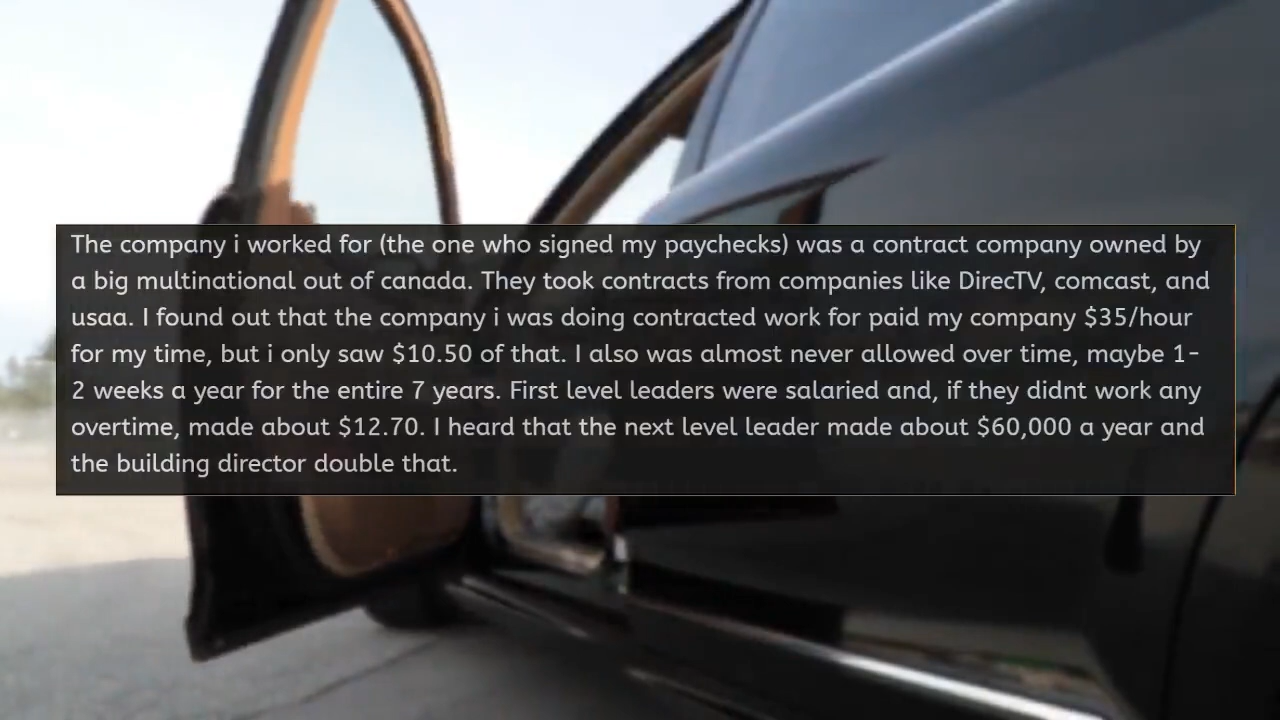 The company i worked for (the one who signed my paychecks) was a contract company owned by
a big multinational out of canada. They took contracts from companies like DirecTV, comcast, and
usaa. I found out that the company i was doing contracted work for paid my company $35/hour
for my time, but i only saw $10.50 of that. I also was almost never allowed over time, maybe 1-
2 weeks a year for the entire 7 years. First level leaders were salaried and, if they didnt work any
overtime, made about $12.70. I heard that the next level leader made about $60,000 a year and
the building director double that.